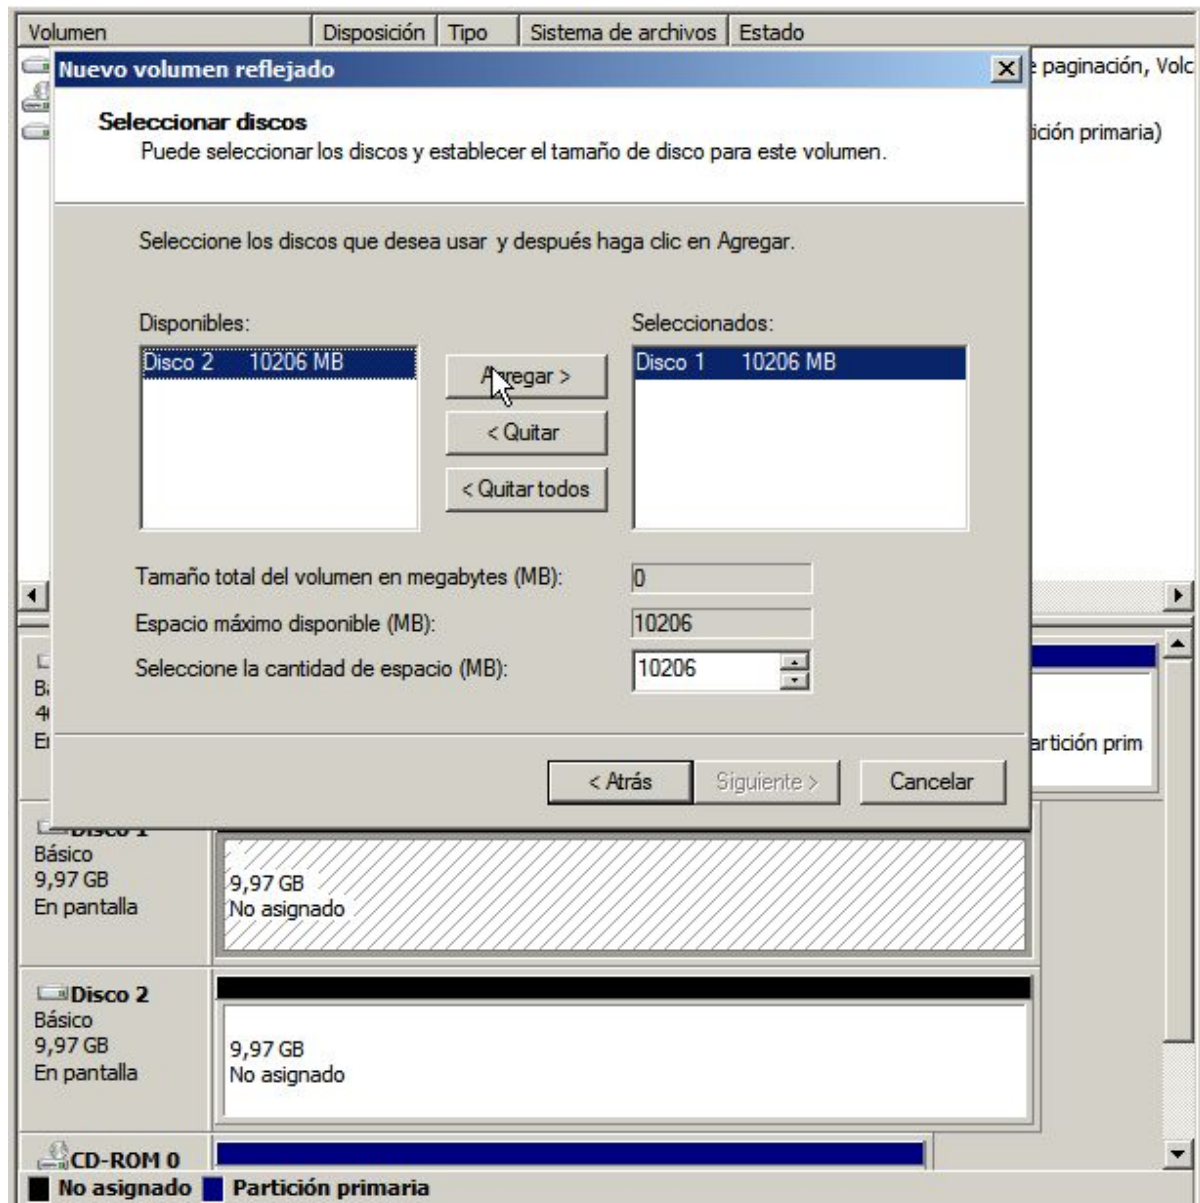 Volumen Disposición Tipo Sistema de archivos Estado
Nuevo volumen reflejado
paginación, Volc
Seleccionar discos
Puede seleccionar los discos y establecer el tamaño de disco para este volumen.
ición primaria)
Seleccione los discos que desea usar y después haga clic en Agregar.
Disponibles: Seleccionados:
Disco 2 10206 MB Agregar > Disco 1 10206 MB
< Quitar
< Quitar todos
Tamaño total del volumen en megabytes (MB): 0
Espacio máximo disponible (MB): 10206
Seleccione la cantidad de espacio (MB): 10206
artición prim
< Atrás Siguiente > Cancelar
Disco 1
Básico
9,97 GB
En pantalla
9,97 GB
No asignado
Disco 2
Básico
9,97 GB
En pantalla
9,97 GB
No asignado
CD-ROM 0
No asignado Partición primaria